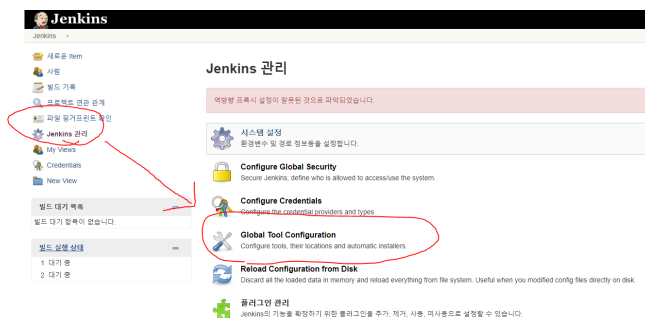 Jenkins
Jenkins ›
새로운 Item
사람
빌드 기록
프로젝트 연관 관계
파일 핑거프린트 확인
Jenkins 관리
My Views
Credentials
New View
빌드 대기 목록
빌드 대기 항목이 없습니다.
빌드 실행 상태
1 대기 중
2 대기 중
Jenkins 관리
역방향 프록시 설정이 잘못된 것으로 파악되었습니다.
시스템 설정
환경변수 및 경로 정보등을 설정합니다.
Configure Global Security
Secure Jenkins; define who is allowed to access/use the system.
Configure Credentials
Configure the credential providers and types
Global Tool Configuration
Configure tools, their locations and automatic installers.
Reload Configuration from Disk
Discard all the loaded data in memory and reload everything from file system. Useful when you modified config files directly on disk.
플러그인 관리
Jenkins의 기능을 확장하기 위한 플러그인을 추가, 제거, 사용, 미사용으로 설정할 수 있습니다.